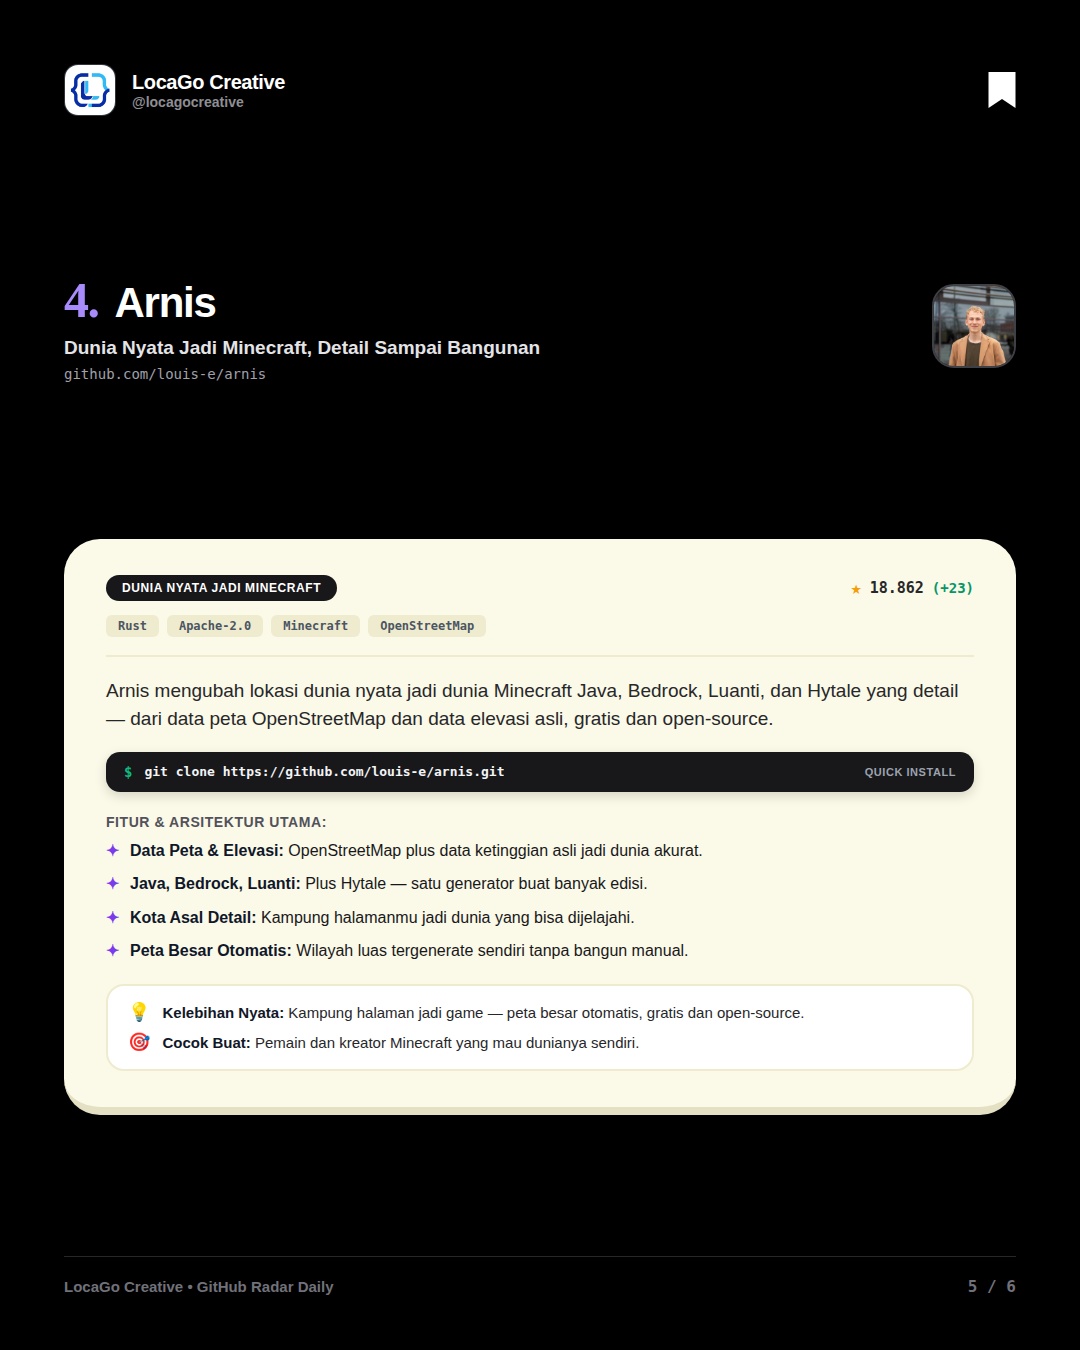 LocaGo Creative
@locagocreative
4. Arnis
Dunia Nyata Jadi Minecraft, Detail Sampai Bangunan
github.com/louis-e/arnis
DUNIA NYATA JADI MINECRAFT
★ 18.862 (+23)
Rust Apache-2.0 Minecraft OpenStreetMap
Arnis mengubah lokasi dunia nyata jadi dunia Minecraft Java, Bedrock, Luanti, dan Hytale yang detail
— dari data peta OpenStreetMap dan data elevasi asli, gratis dan open-source.
$ git clone https://github.com/louis-e/arnis.git
QUICK INSTALL
FITUR & ARSITEKTUR UTAMA:
✦ Data Peta & Elevasi: OpenStreetMap plus data ketinggian asli jadi dunia akurat.
✦ Java, Bedrock, Luanti: Plus Hytale — satu generator buat banyak edisi.
✦ Kota Asal Detail: Kampung halamanmu jadi dunia yang bisa dijelajahi.
✦ Peta Besar Otomatis: Wilayah luas tergenerate sendiri tanpa bangun manual.
💡 Kelebihan Nyata: Kampung halaman jadi game — peta besar otomatis, gratis dan open-source.
🎯 Cocok Buat: Pemain dan kreator Minecraft yang mau dunianya sendiri.
LocaGo Creative • GitHub Radar Daily
5 / 6